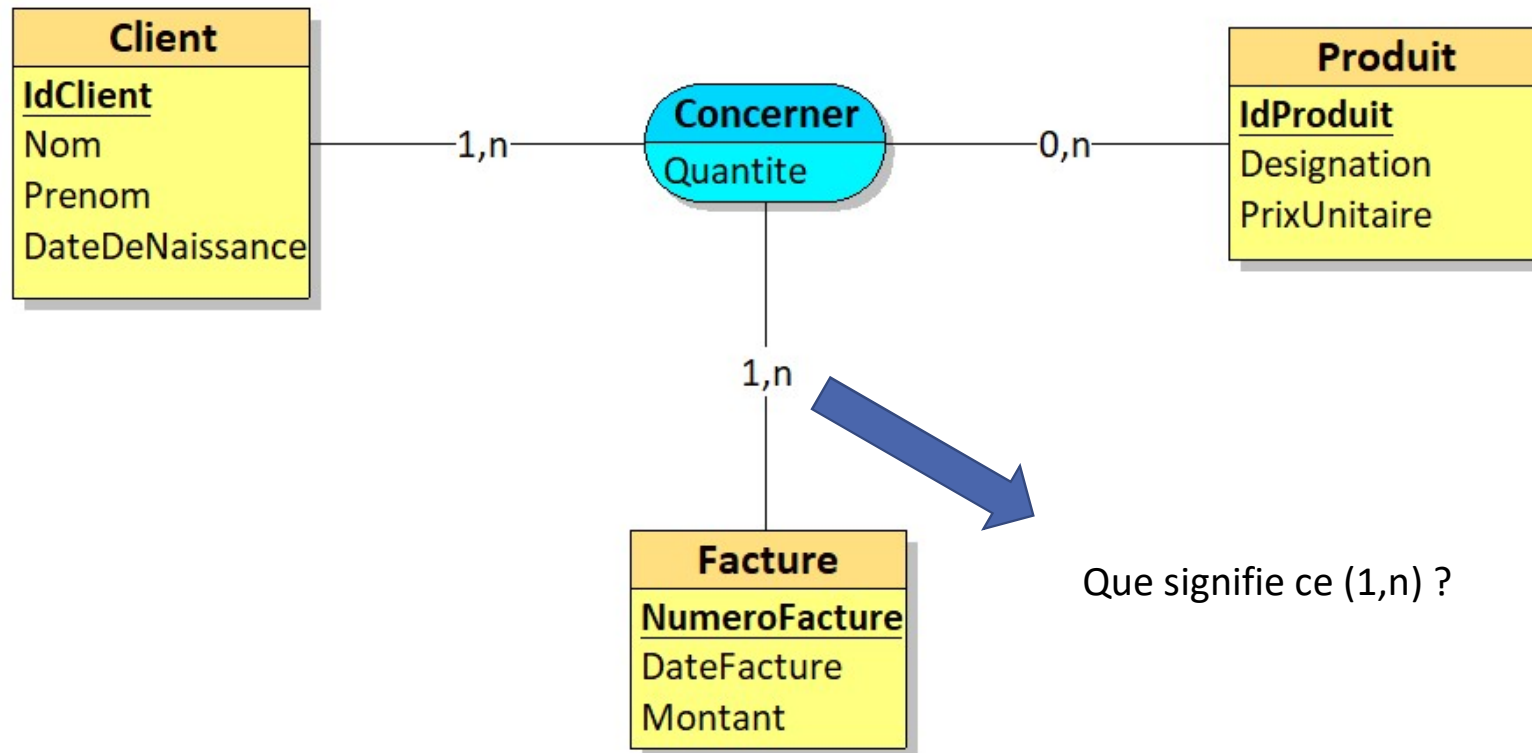 Client
IdClient
Nom
Prenom
DateDeNaissance
1,n
Concerner
Quantite
0,n
Produit
IdProduit
Designation
PrixUnitaire
1,n
Facture
NumeroFacture
DateFacture
Montant
Que signifie ce (1,n) ?